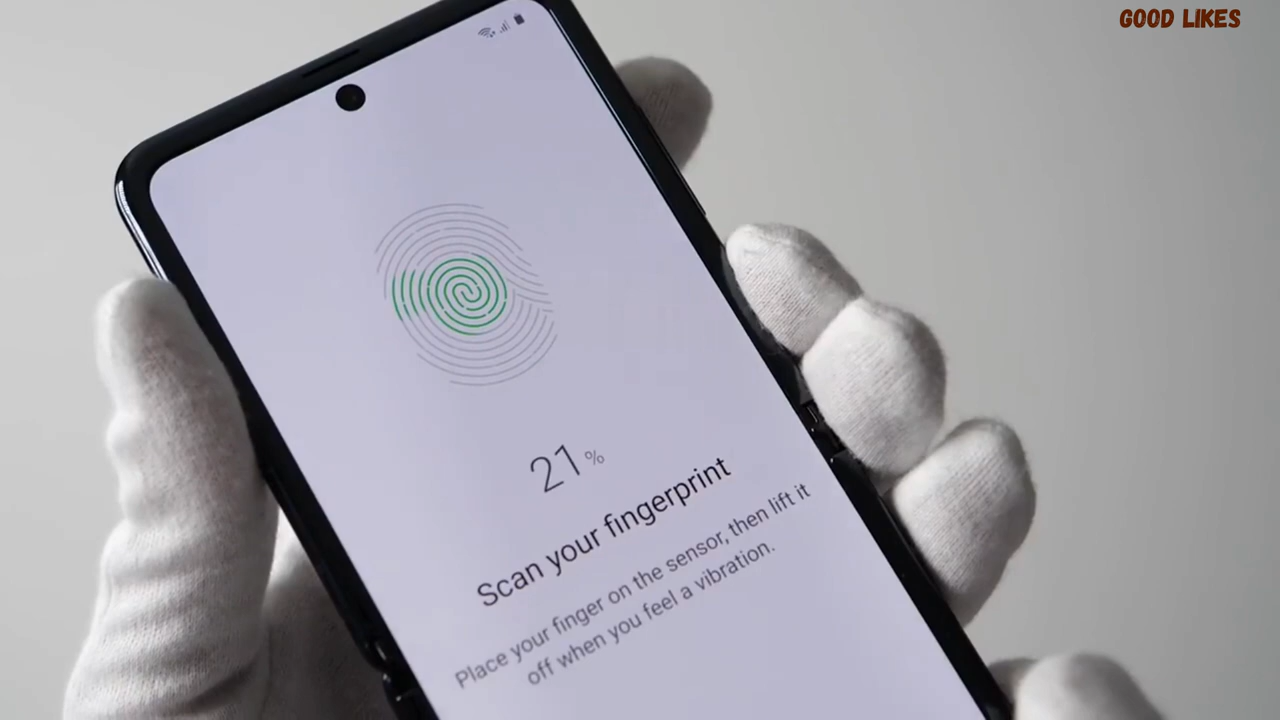 GOOD LIKES
21%
Scan your fingerprint
Place your finger on the sensor, then lift it
off when you feel a vibration.